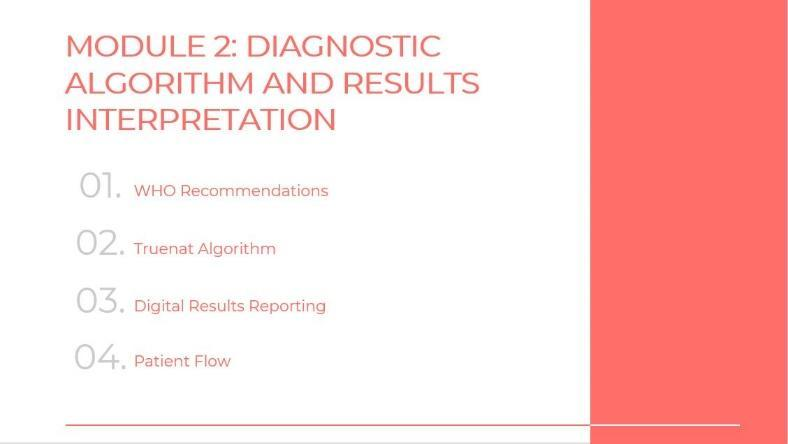 MODULE 2: DIAGNOSTIC
ALGORITHM AND RESULTS
INTERPRETATION
01. WHO Recommendations
02. Truenat Algorithm
03. Digital Results Reporting
04. Patient Flow